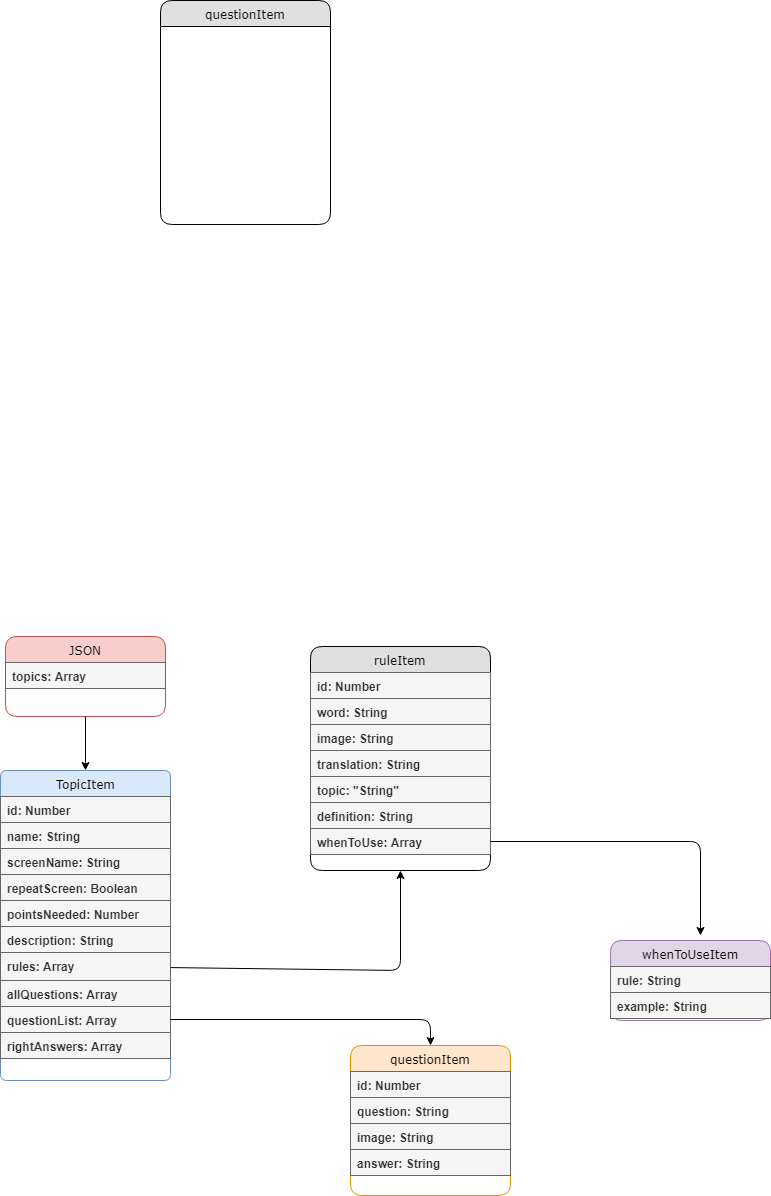 questionItem
JSON
topics: Array
TopicItem
id: Number
name: String
screenName: String
repeatScreen: Boolean
pointsNeeded: Number
description: String
rules: Array
allQuestions: Array
questionList: Array
rightAnswers: Array
ruleItem
id: Number
word: String
image: String
translation: String
topic: "String"
definition: String
whenToUse: Array
whenToUseItem
rule: String
example: String
questionItem
id: Number
question: String
image: String
answer: String